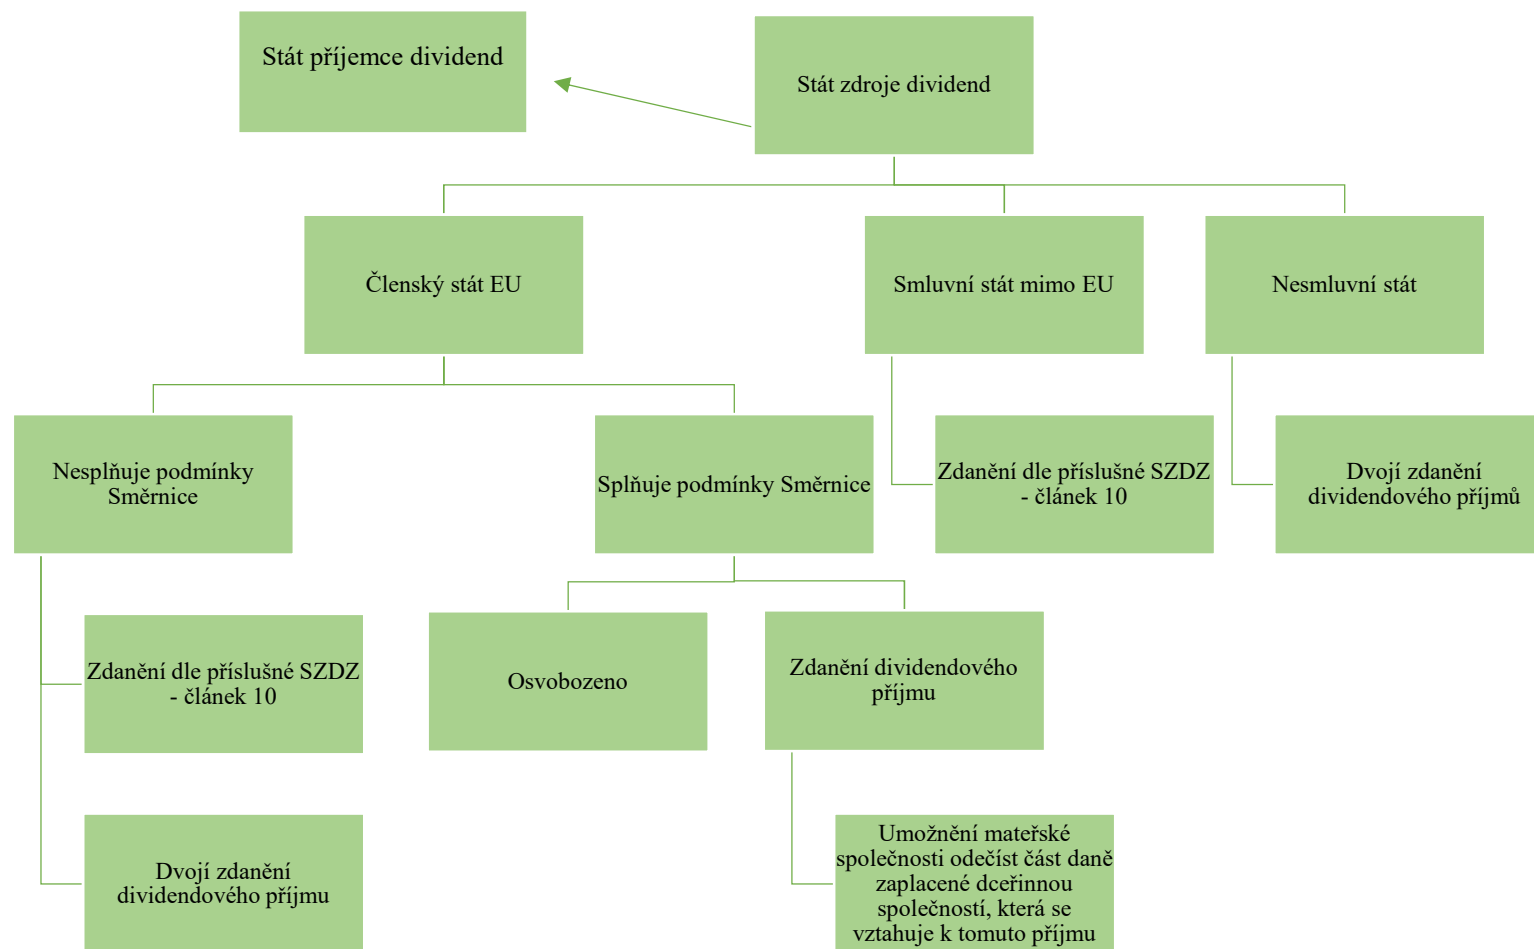 Stát příjemce dividend
Stát zdroje dividend
Členský stát EU
Smluvní stát mimo EU
Nesmluvní stát
Nesplňuje podmínky
Směrnice
Splňuje podmínky Směrnice
Zdanění dle příslušné SZDZ
- článek 10
Dvojí zdanění
dividendového příjmů
Zdanění dle příslušné SZDZ
- článek 10
Osvobozeno
Zdanění dividendového
příjmu
Dvojí zdanění
dividendového příjmu
Umožnění mateřské
společnosti odečíst část daně
zaplacené dceřinnou
společností, která se
vztahuje k tomuto příjmu